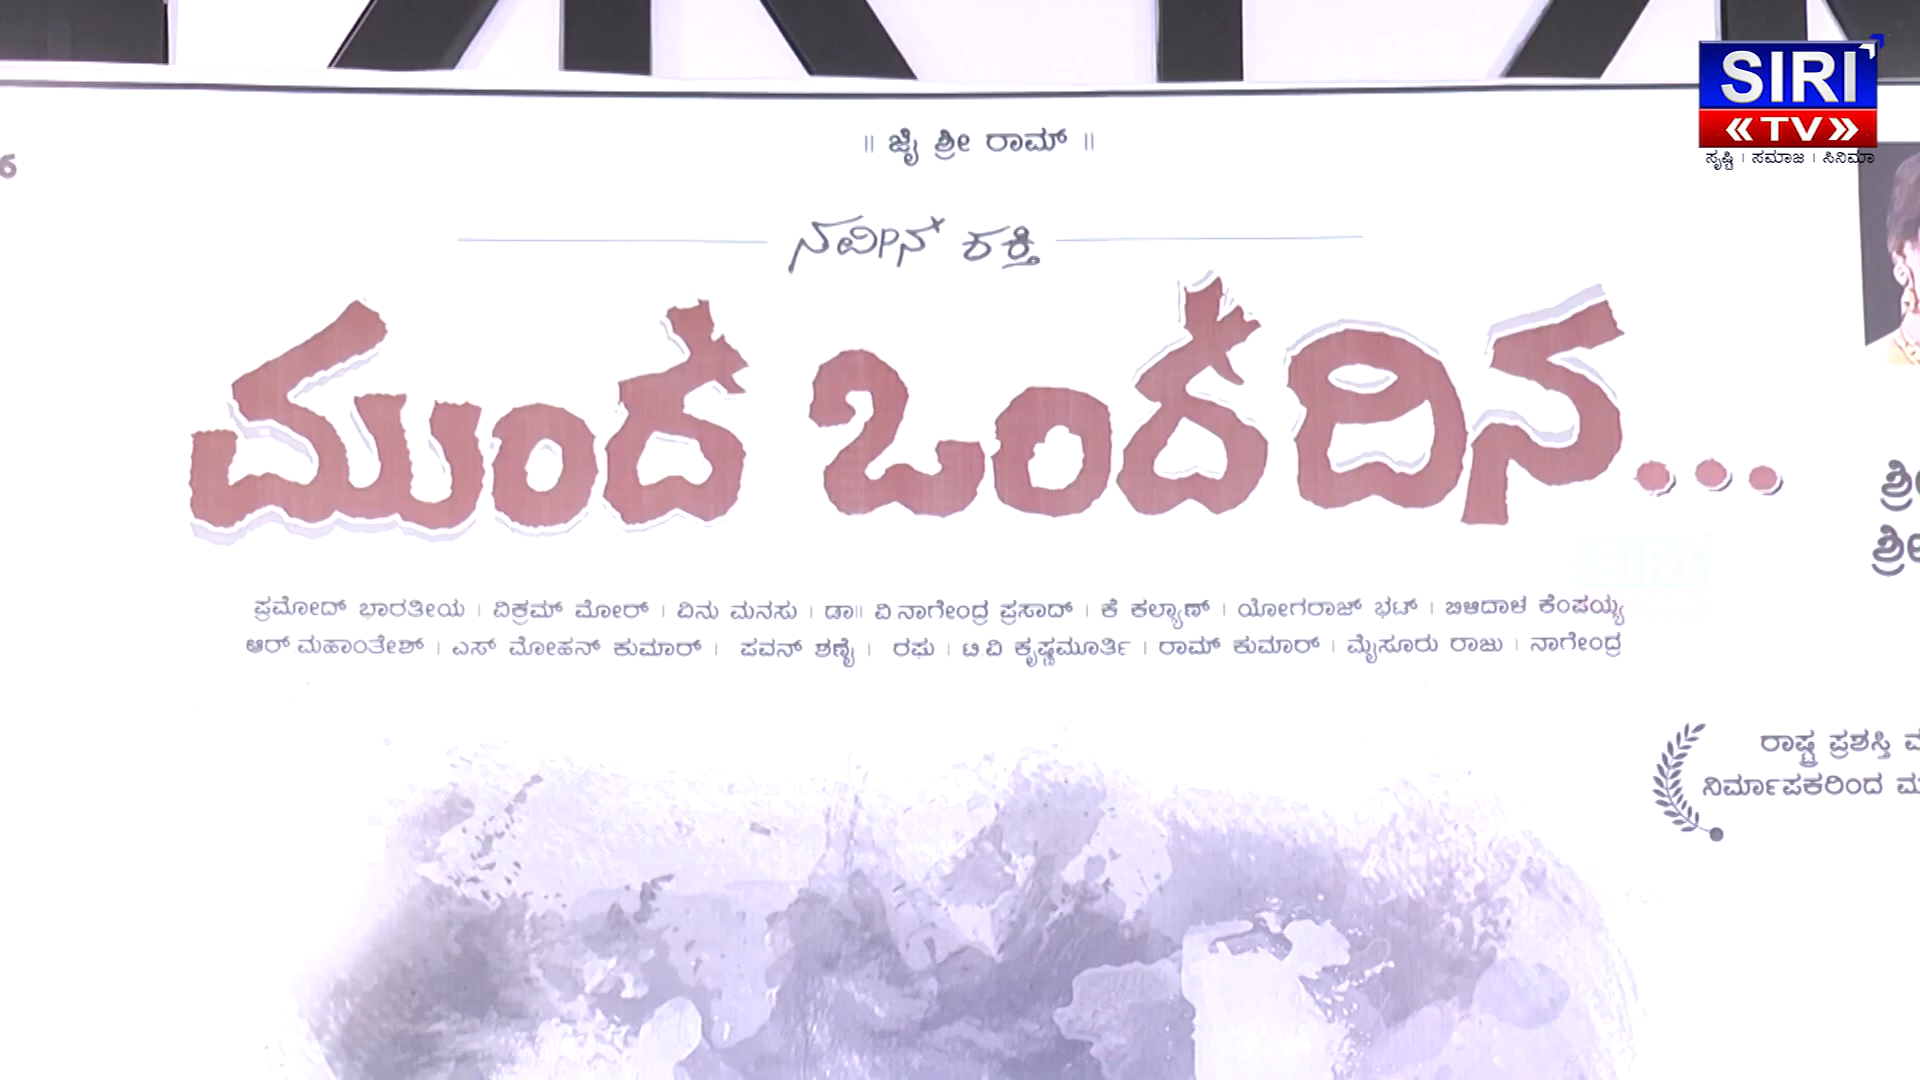 SIRI
TV
ಸೃಷ್ಟಿ । ಸಮಾಜ । ಸಿನಿಮಾ
॥ ಜೈ ಶ್ರೀ ರಾಮ್ ॥
ನವೀನ್ ಶಕ್ತಿ
ಮುಂದೆ ಒಂದೆದಿನ...
ಪ್ರಮೋದ್ ಭಾರತೀಯ । ವಿಕ್ರಮ್ ಮೋರ್ । ವಿನು ಮನಸು । ಡಾ॥ ವಿ ನಾಗೇಂದ್ರ ಪ್ರಸಾದ್ । ಕೆ ಕಲ್ಯಾಣ್ । ಯೋಗರಾಜ್ ಭಟ್ । ಬಿಳಿದಾಳೆ ಕೆಂಪಯ್ಯ
ಆರ್ ಮಹಾಂತೇಶ್ । ಎಸ್ ಮೋಹನ್ ಕುಮಾರ್ । ಪವನ್ ಶೆಣೈ । ರಘು । ಟಿ.ವಿ ಕೃಷ್ಣಮೂರ್ತಿ । ರಾಮ್ ಕುಮಾರ್ । ಮೈಸೂರು ರಾಜು । ನಾಗೇಂದ್ರ
ರಾಷ್ಟ್ರ ಪ್ರಶಸ್ತಿ
ನಿರ್ಮಾಪಕರಿಂದ